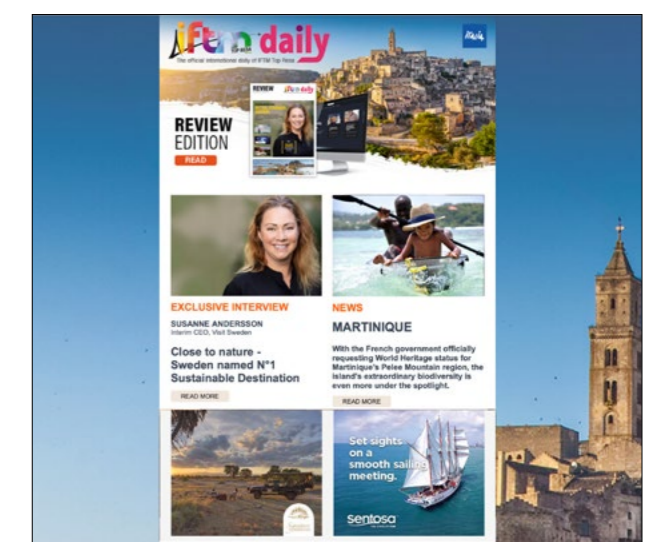 iftm daily
The official informational daily of IFTM Top Resa
Italia
REVIEW
EDITION
READ
REVIEW
iftm daily
EXCLUSIVE INTERVIEW
SUSANNE ANDERSSON
Interim CEO, Visit Sweden
Close to nature -
Sweden named N°1
Sustainable Destination
READ MORE
NEWS
MARTINIQUE
With the French government officially
requesting World Heritage status for
Martinique's Pelee Mountain region, the
island's extraordinary biodiversity is
even more under the spotlight.
READ MORE
Set sights
on a
smooth sailing
meeting.
sentosa